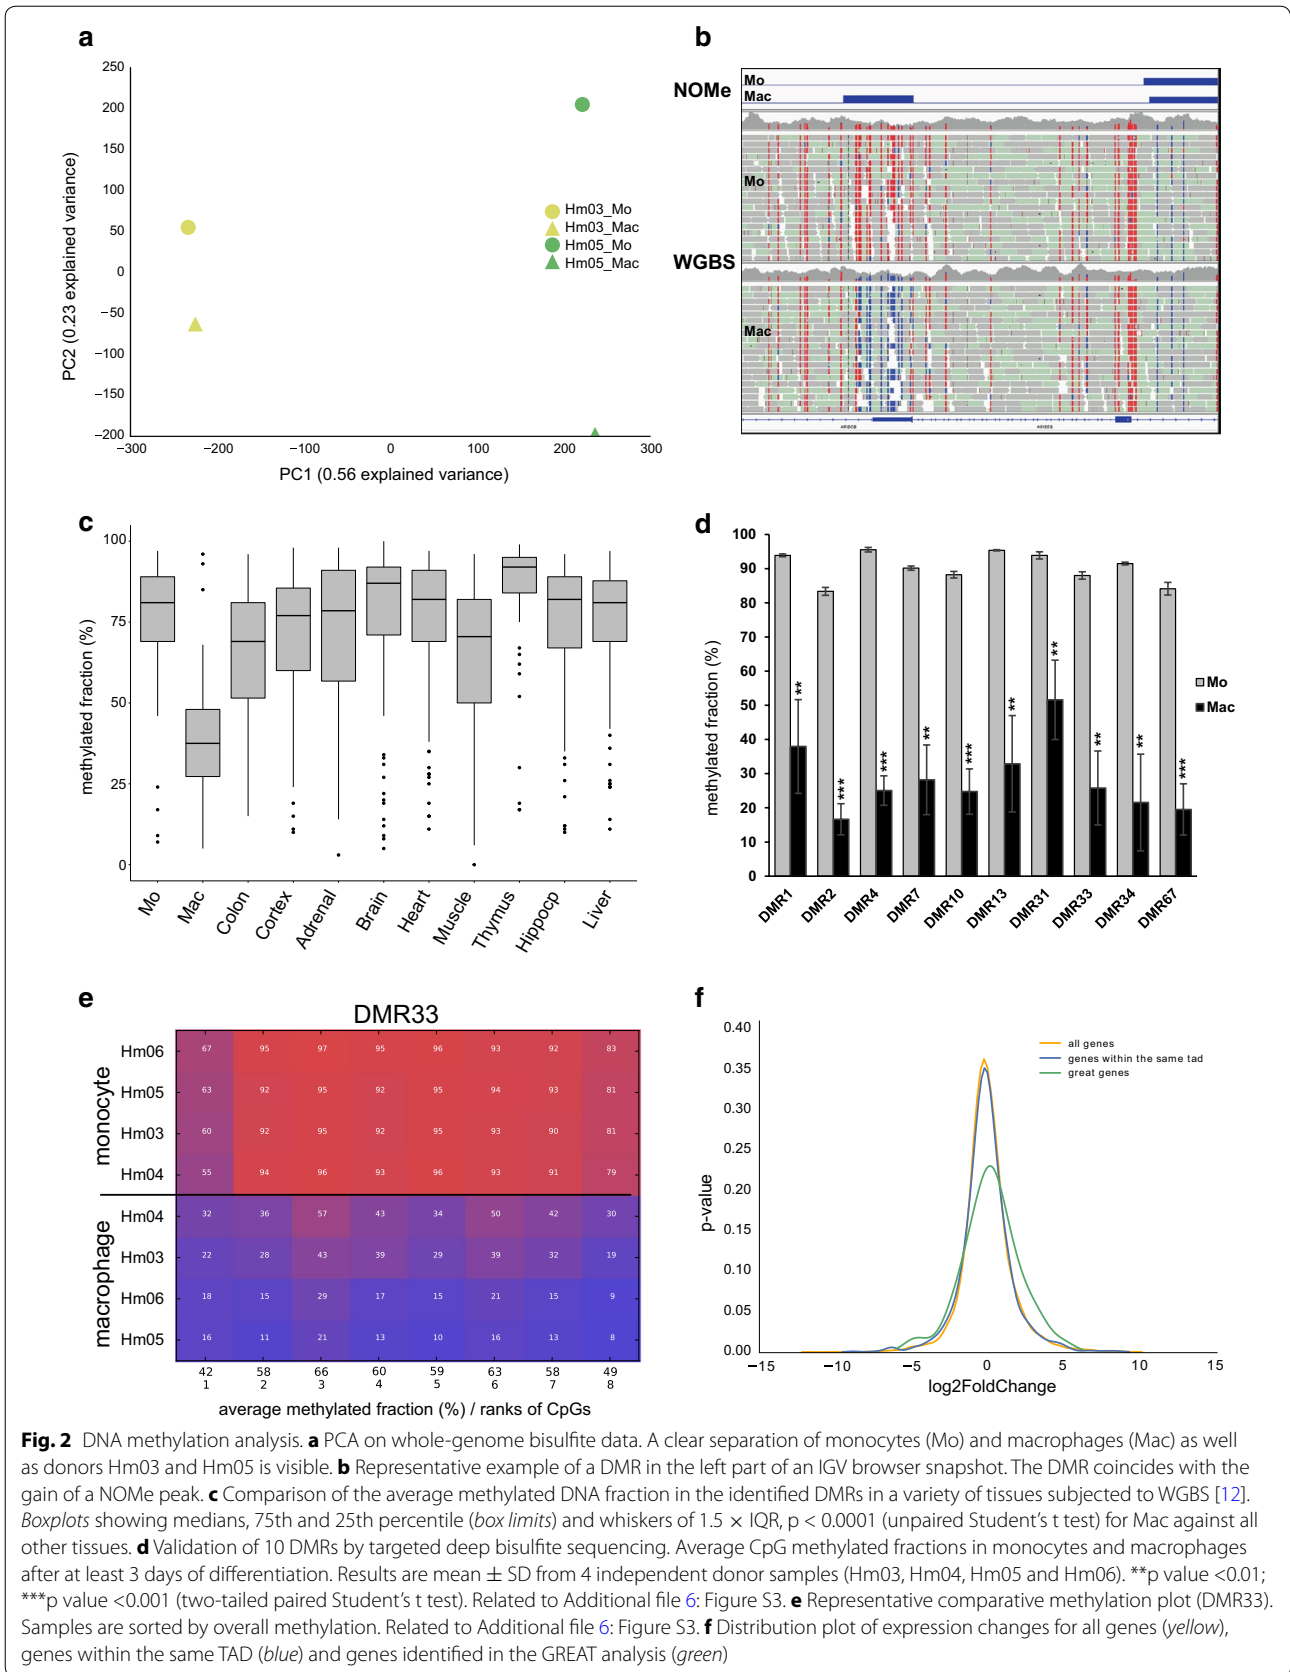 a
250
200
150
100
50
0
−50
−100
−150
−200
−300
−200
−100
0
100
200
300
PC2 (0.23 explained variance)
PC1 (0.56 explained variance)
Hm03_Mo
Hm03_Mac
Hm05_Mo
Hm05_Mac
b
NOMe
Mo
Mac
Mo
WGBS
Mac
c
methylated fraction (%)
100
75
50
25
0
Mo
Mac
Colon
Cortex
Adrenal
Brain
Heart
Muscle
Thymus
Hippocp
Liver
d
methylated fraction (%)
100
90
80
70
60
50
40
30
20
10
0
**
***
***
**
***
**
**
**
**
***
DMR1
DMR2
DMR4
DMR7
DMR10
DMR13
DMR31
DMR33
DMR34
DMR67
Mo
Mac
e
DMR33
monocyte
macrophage
Hm06 67 95 97 95 96 93 92 83
Hm05 63 92 95 92 95 94 93 81
Hm03 60 92 95 92 95 93 90 81
Hm04 55 94 96 93 96 93 91 79
Hm04 32 36 57 43 34 50 42 30
Hm03 22 28 43 39 29 39 32 19
Hm06 18 15 29 17 15 21 15 9
Hm05 16 11 21 13 10 16 13 8
42 58 66 60 59 63 58 49
1 2 3 4 5 6 7 8
average methylated fraction (%) / ranks of CpGs
f
p-value
0.40
0.35
0.30
0.25
0.20
0.15
0.10
0.05
0.00
−15
−10
−5
0
5
10
15
log2FoldChange
all genes
genes within the same tad
great genes
Fig. 2 DNA methylation analysis. a PCA on whole-genome bisulfite data. A clear separation of monocytes (Mo) and macrophages (Mac) as well
as donors Hm03 and Hm05 is visible. b Representative example of a DMR in the left part of an IGV browser snapshot. The DMR coincides with the
gain of a NOMe peak. c Comparison of the average methylated DNA fraction in the identified DMRs in a variety of tissues subjected to WGBS [12].
Boxplots showing medians, 75th and 25th percentile (box limits) and whiskers of 1.5 × IQR, p < 0.0001 (unpaired Student's t test) for Mac against all
other tissues. d Validation of 10 DMRs by targeted deep bisulfite sequencing. Average CpG methylated fractions in monocytes and macrophages
after at least 3 days of differentiation. Results are mean ± SD from 4 independent donor samples (Hm03, Hm04, Hm05 and Hm06). **p value <0.01;
***p value <0.001 (two-tailed paired Student's t test). Related to Additional file 6: Figure S3. e Representative comparative methylation plot (DMR33).
Samples are sorted by overall methylation. Related to Additional file 6: Figure S3. f Distribution plot of expression changes for all genes (yellow),
genes within the same TAD (blue) and genes identified in the GREAT analysis (green)